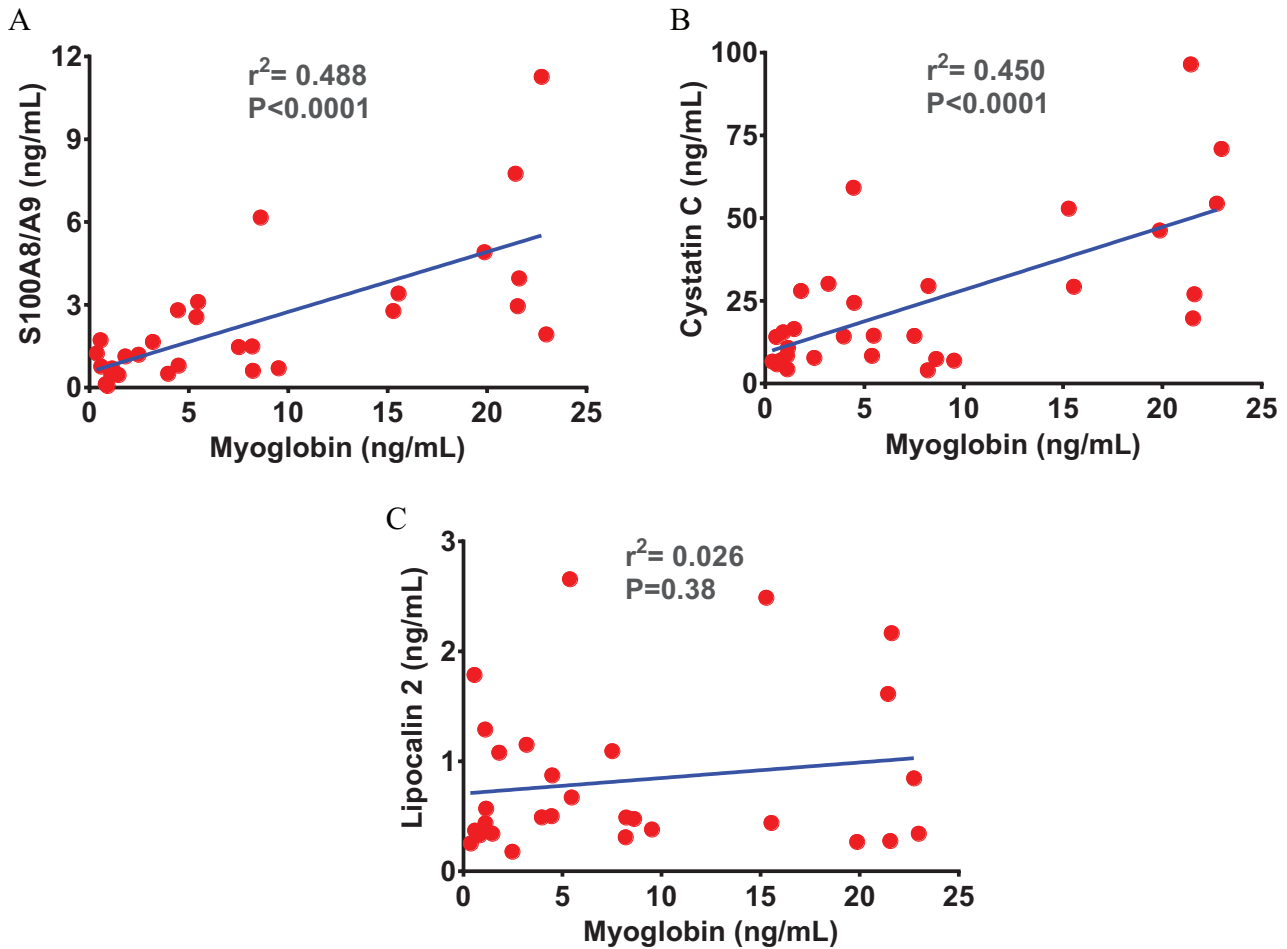 A
S100A8/A9 (ng/mL)
12
9
6
3
0
r²= 0.488
P<0.0001
0 5 10 15 20 25
Myoglobin (ng/mL)
B
Cystatin C (ng/mL)
100
75
50
25
0
r²= 0.450
P<0.0001
0 5 10 15 20 25
Myoglobin (ng/mL)
C
Lipocalin 2 (ng/mL)
3
2
1
0
r²= 0.026
P=0.38
0 5 10 15 20 25
Myoglobin (ng/mL)